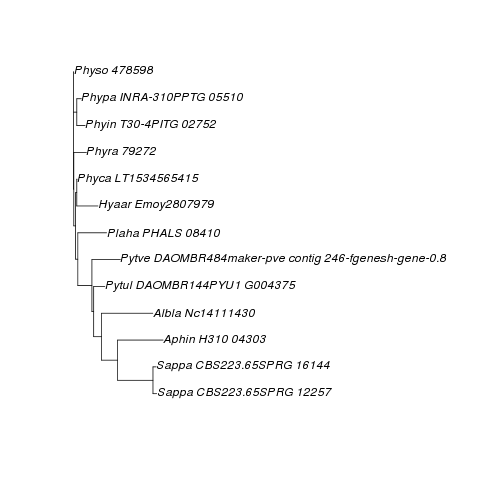 Physo 478598
Phypa INRA-310PPTG 05510
Phyin T30-4PITG 02752
Phyra 79272
Phyca LT1534565415
Hyaar Emoy2807979
Plaha PHALS 08410
Pytve DAOMBR484maker-pve contig 246-fgenesh-gene-0.8
Pytul DAOMBR144PYU1 G004375
Albla Nc14111430
Aphin H310 04303
Sappa CBS223.65SPRG 16144
Sappa CBS223.65SPRG 12257